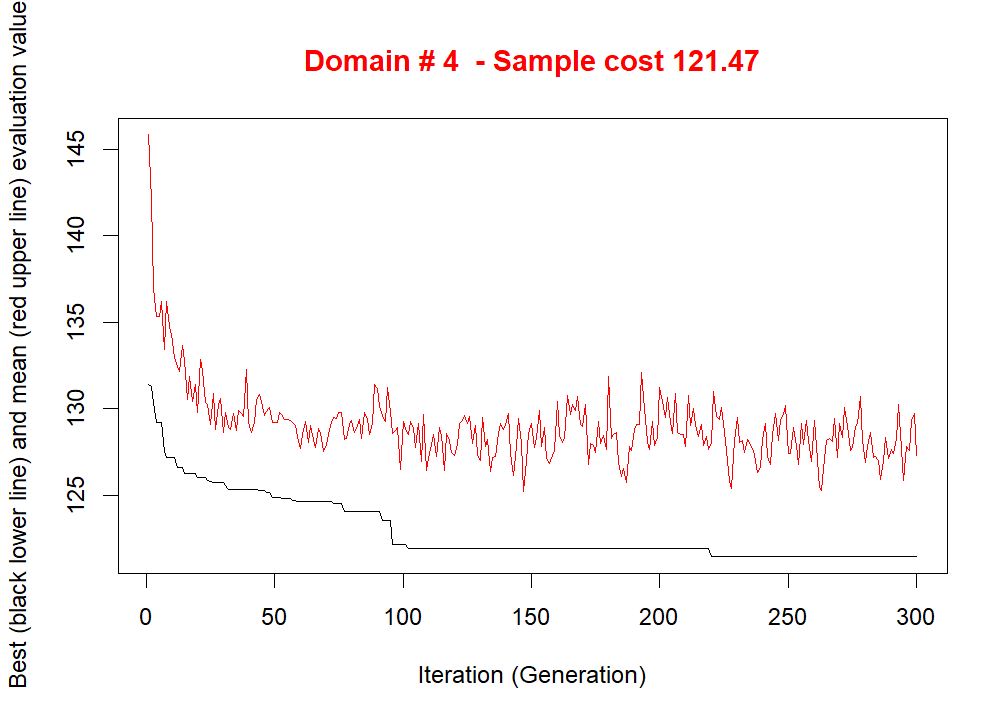 Domain # 4  - Sample cost 121.47
Best (black lower line) and mean (red upper line) evaluation value
145
140
135
130
125
0 50 100 150 200 250 300
Iteration (Generation)